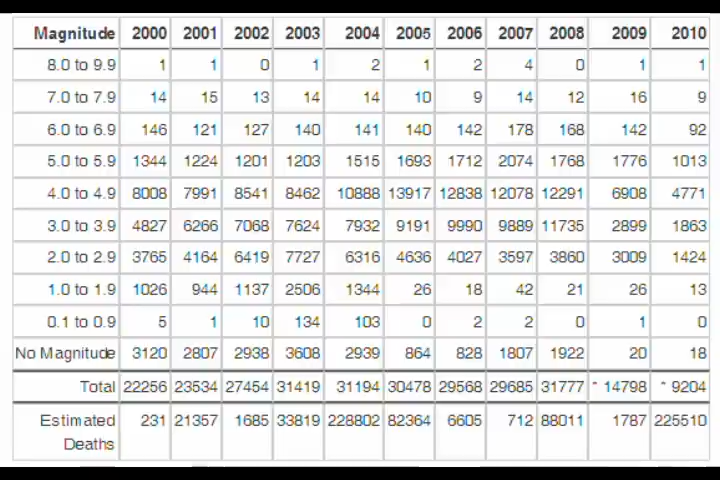 Magnitude 2000 2001 2002 2003 2004 2005 2006 2007 2008 2009 2010
8.0 to 9.9 1 1 0 1 2 1 2 4 0 1 1
7.0 to 7.9 14 15 13 14 14 10 9 14 12 16 9
6.0 to 6.9 146 121 127 140 141 140 142 178 168 142 92
5.0 to 5.9 1344 1224 1201 1203 1515 1693 1712 2074 1768 1776 1013
4.0 to 4.9 8008 7991 8541 8462 10888 13917 12838 12078 12291 6908 4771
3.0 to 3.9 4827 6266 7068 7624 7932 9191 9990 9889 11735 2899 1863
2.0 to 2.9 3765 4164 6419 7727 6316 4636 4027 3597 3860 3009 1424
1.0 to 1.9 1026 944 1137 2506 1344 26 18 42 21 26 13
0.1 to 0.9 5 1 10 134 103 0 2 2 0 1 0
No Magnitude 3120 2807 2938 3608 2939 864 828 1807 1922 20 18
Total 22256 23534 27454 31419 31194 30478 29568 29685 31777 * 14798 * 9204
Estimated 231 21357 1685 33819 228802 82364 6605 712 88011 1787 225510
Deaths